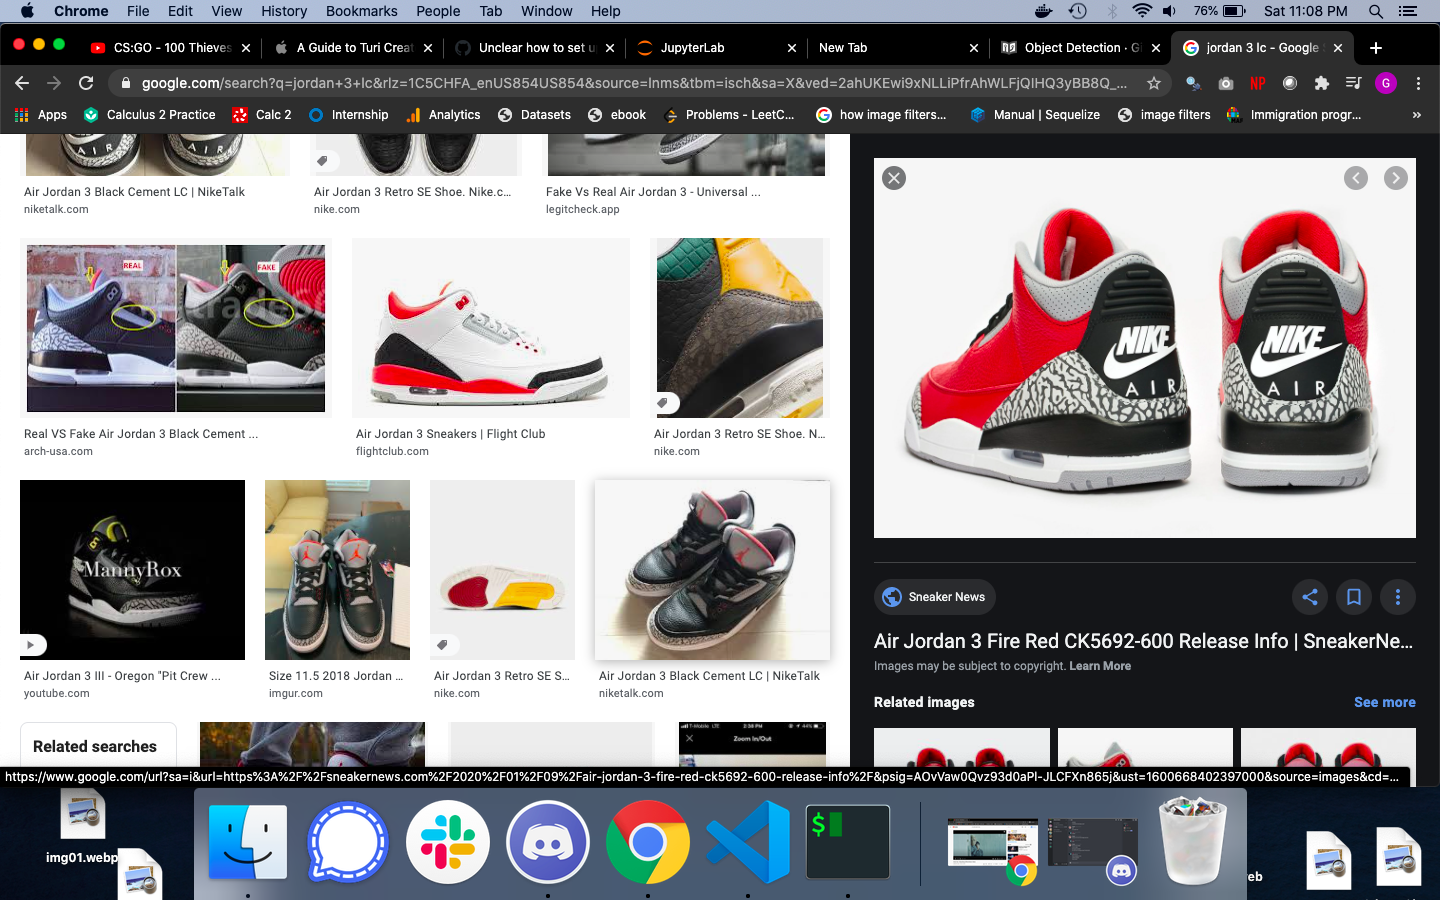 Chrome File Edit View History Bookmarks People Tab Window Help 76% Sat 11:08 PM
CS:GO - 100 Thieves A Guide to Turi Creat Unclear how to set u JupyterLab New Tab Object Detection · G jordan 3 lc - Google
google.com/search?q=jordan+3+lc&rlz=1C5CHFA_enUS854US854&source=lnms&tbm=isch&sa=X&ved=2ahUKEwi9xNLLiPfrAhWLFjQIHQ3yBB8Q_... NP G
Apps Calculus 2 Practice Calc 2 Internship Analytics Datasets ebook Problems - LeetC... how image filters... Manual | Sequelize image filters Immigration progr... »
AIR AIR
Air Jordan 3 Black Cement LC | NikeTalk
niketalk.com
Air Jordan 3 Retro SE Shoe. Nike.c...
nike.com
Fake Vs Real Air Jordan 3 - Universal ...
legitcheck.app
REAL
FAKE
Real VS Fake Air Jordan 3 Black Cement ...
arch-usa.com
Air Jordan 3 Sneakers | Flight Club
flightclub.com
Air Jordan 3 Retro SE Shoe. N...
nike.com
MannyRox
Air Jordan 3 III - Oregon "Pit Crew ...
youtube.com
Size 11.5 2018 Jordan ...
imgur.com
Air Jordan 3 Retro SE S...
nike.com
Air Jordan 3 Black Cement LC | NikeTalk
niketalk.com
Related searches
T-Mobile LTE 2:38 PM 44%
Zoom In/Out
NIKE
AIR
NIKE
AIR
Sneaker News
Air Jordan 3 Fire Red CK5692-600 Release Info | SneakerNe...
Images may be subject to copyright. Learn More
Related images See more
https://www.google.com/url?sa=i&url=https%3A%2F%2Fsneakernews.com%2F2020%2F01%2F09%2Fair-jordan-3-fire-red-ck5692-600-release-info%2F&psig=AOvVaw0Qvz93d0aPl-JLCFXn865j&ust=1600668402397000&source=images&cd=...
img01.webp
eb
$